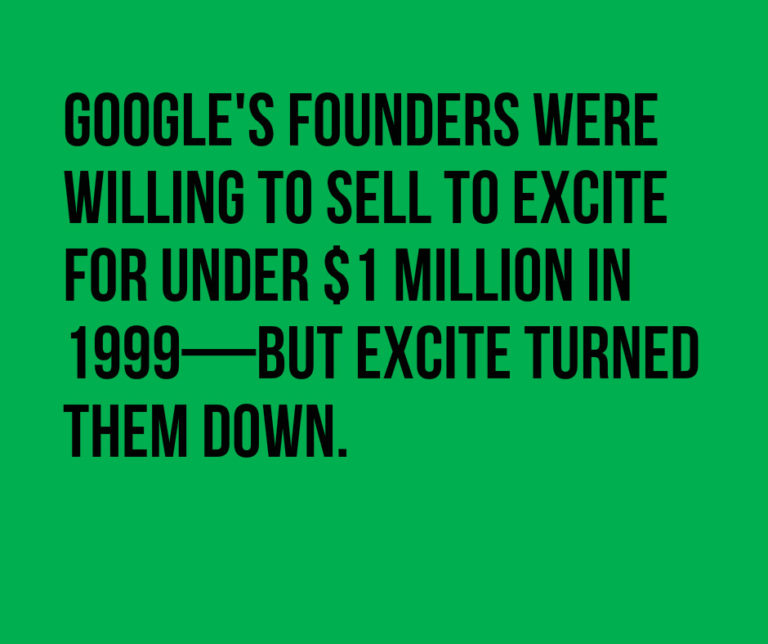 GOOGLE'S FOUNDERS WERE
WILLING TO SELL TO EXCITE
FOR UNDER $1 MILLION IN
1999—BUT EXCITE TURNED
THEM DOWN.